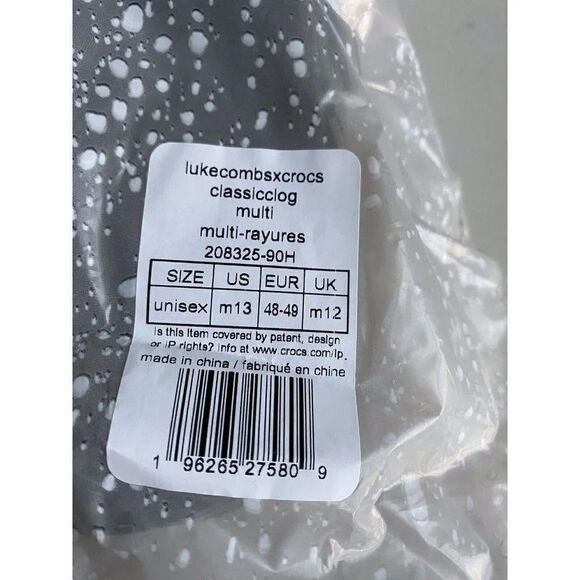 lukecombsxcrocs
classicclog
multi
multi-rayures
208325-90H
SIZE US EUR UK
unisex m13 48-49 m12
Is this item covered by patent, design
or IP rights? Info at www.crocs.com/ip.
made in china / fabriqué en chine
1 96265 27580 9